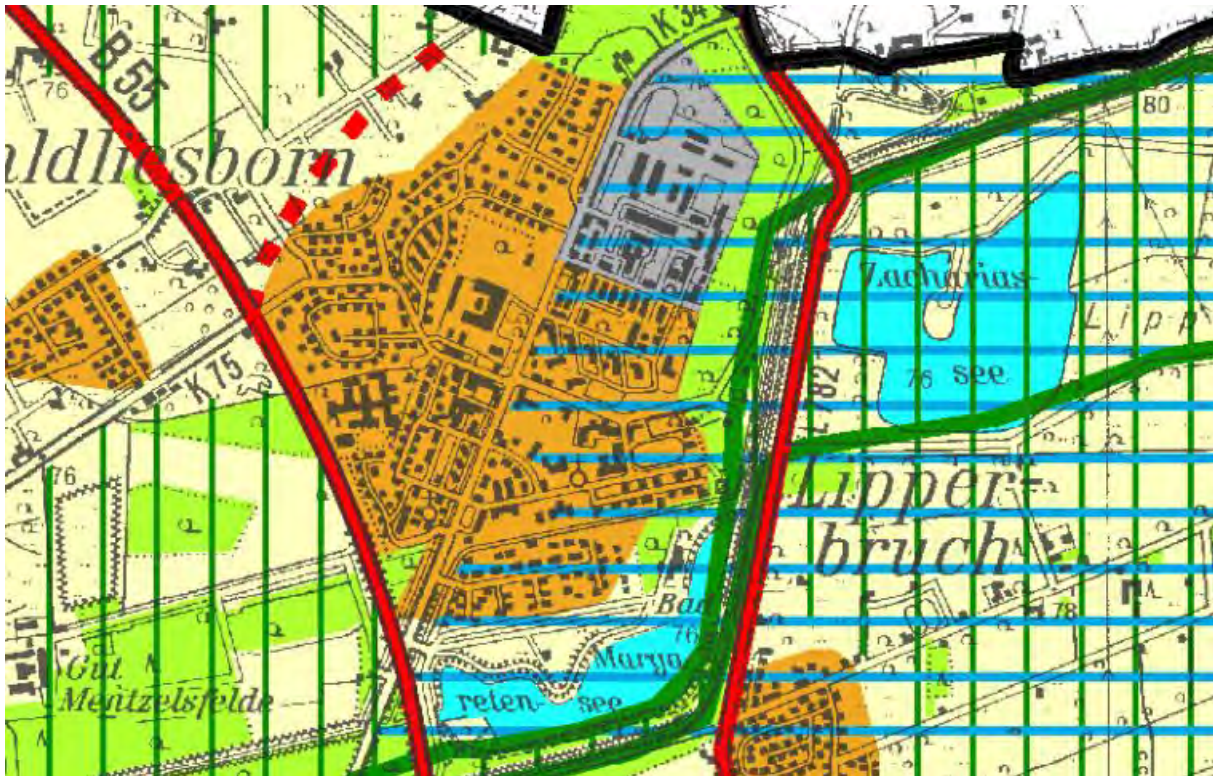 K 34
B 55
76
80
aldliesborn
Zacharias-
Lipp
K 75
76 see
L 782
76
Lipper-
bruch
78
76
Marga
reten- see
Gut
Mentzelsfelde